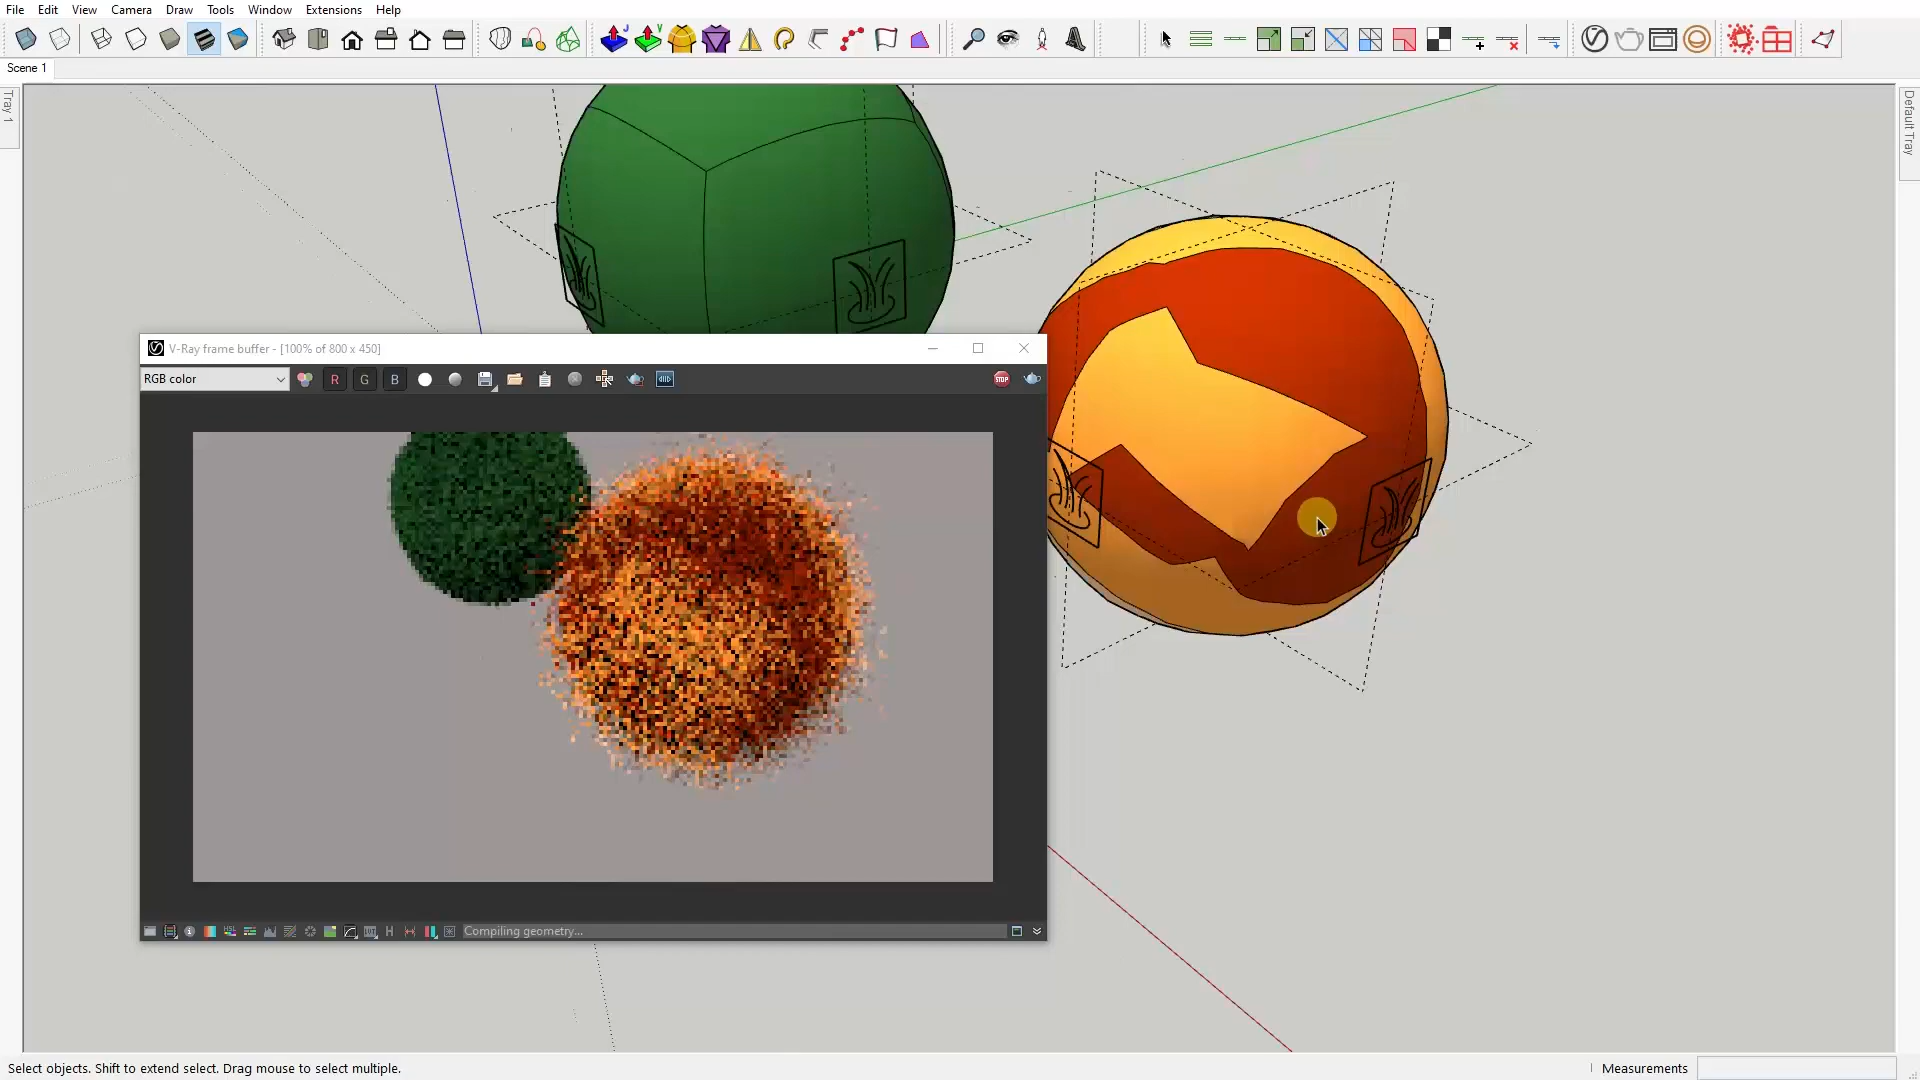 File Edit View Camera Draw Tools Window Extensions Help
Scene 1
Tray 1
Default Tray
V-Ray frame buffer - [100% of 800 x 450]
RGB color
R G B
STOP
HSL
H
Compiling geometry...
Select objects. Shift to extend select. Drag mouse to select multiple.
Measurements